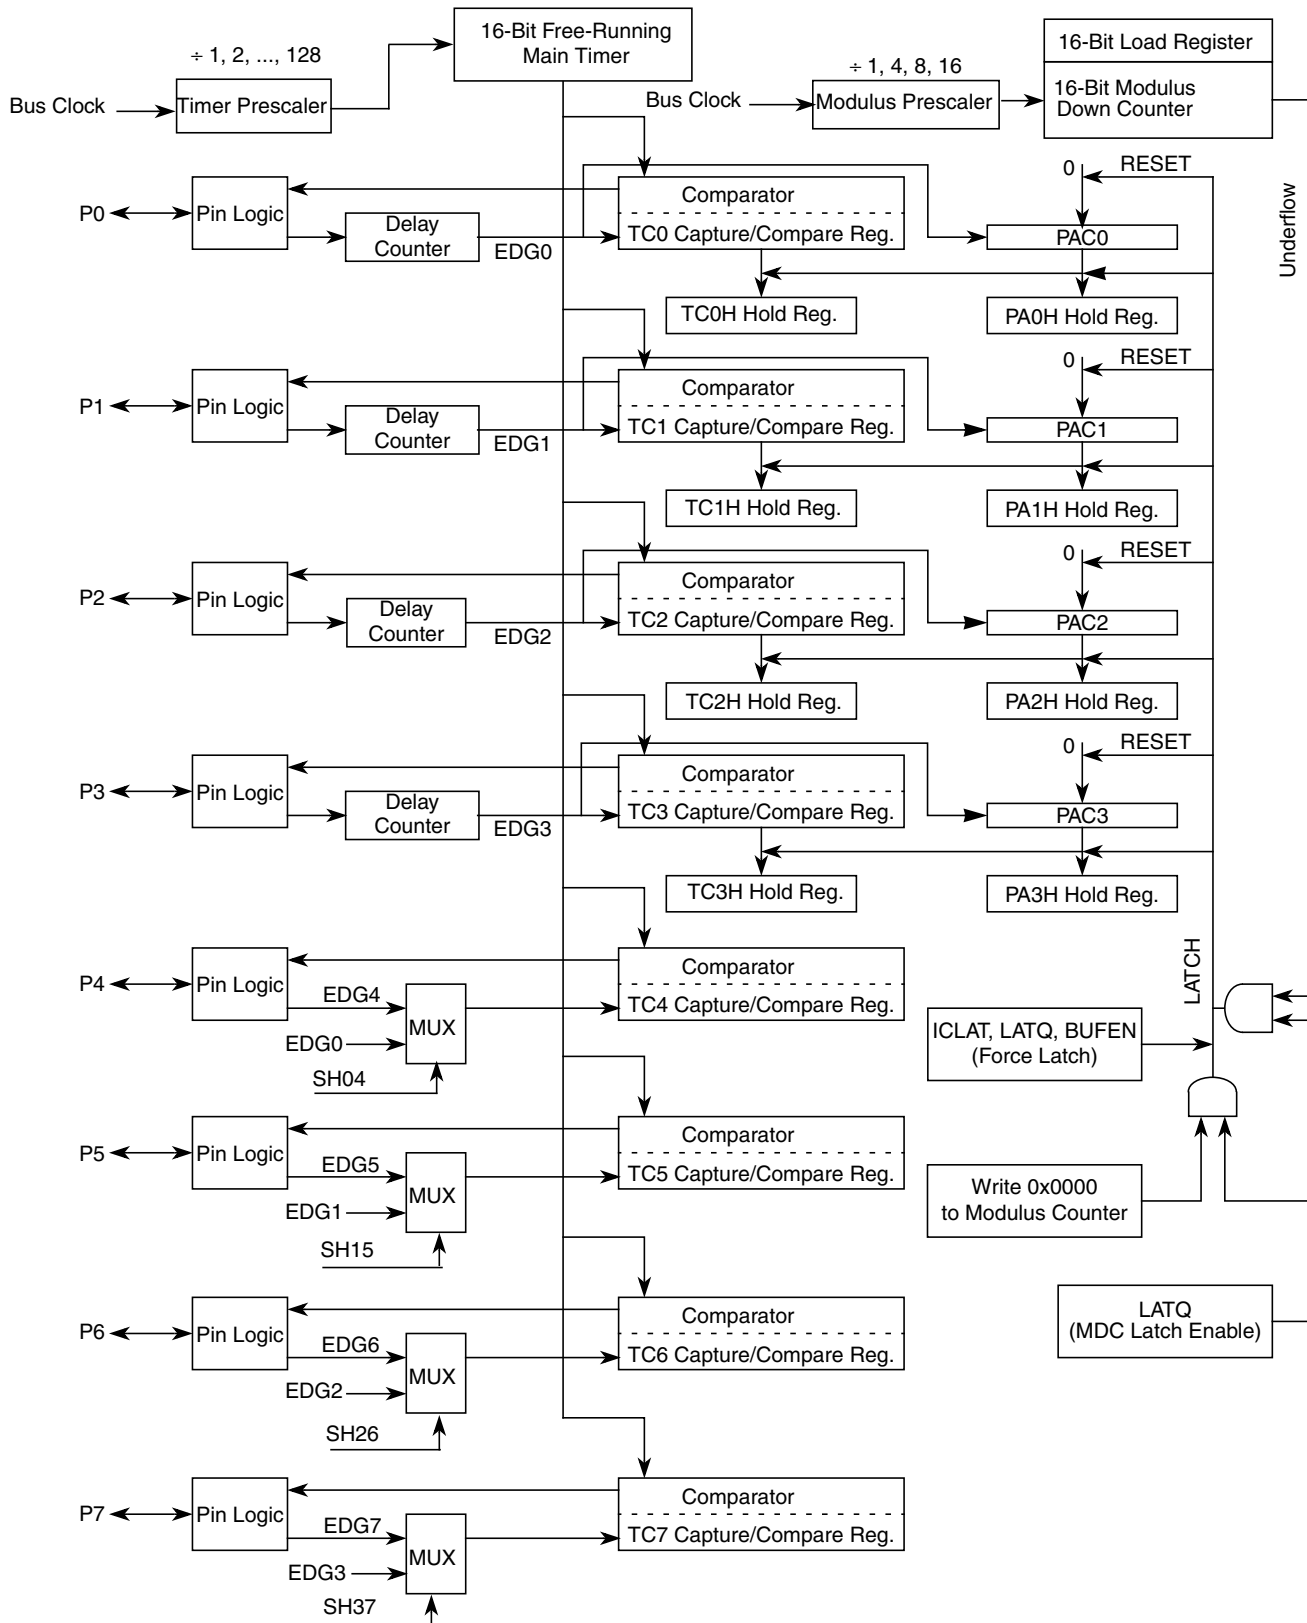 16-Bit Free-Running
Main Timer
16-Bit Load Register
16-Bit Modulus
Down Counter
÷ 1, 2, ..., 128
÷ 1, 4, 8, 16
Bus Clock
Timer Prescaler
Bus Clock
Modulus Prescaler
Underflow
P0
Pin Logic
Delay
Counter
EDG0
Comparator
TC0 Capture/Compare Reg.
0
RESET
PAC0
TC0H Hold Reg.
PA0H Hold Reg.
P1
Pin Logic
Delay
Counter
EDG1
Comparator
TC1 Capture/Compare Reg.
0
RESET
PAC1
TC1H Hold Reg.
PA1H Hold Reg.
P2
Pin Logic
Delay
Counter
EDG2
Comparator
TC2 Capture/Compare Reg.
0
RESET
PAC2
TC2H Hold Reg.
PA2H Hold Reg.
P3
Pin Logic
Delay
Counter
EDG3
Comparator
TC3 Capture/Compare Reg.
0
RESET
PAC3
TC3H Hold Reg.
PA3H Hold Reg.
LATCH
P4
Pin Logic
EDG4
EDG0
MUX
SH04
Comparator
TC4 Capture/Compare Reg.
ICLAT, LATQ, BUFEN
(Force Latch)
P5
Pin Logic
EDG5
EDG1
MUX
SH15
Comparator
TC5 Capture/Compare Reg.
Write 0x0000
to Modulus Counter
P6
Pin Logic
EDG6
EDG2
MUX
SH26
Comparator
TC6 Capture/Compare Reg.
LATQ
(MDC Latch Enable)
P7
Pin Logic
EDG7
EDG3
MUX
SH37
Comparator
TC7 Capture/Compare Reg.